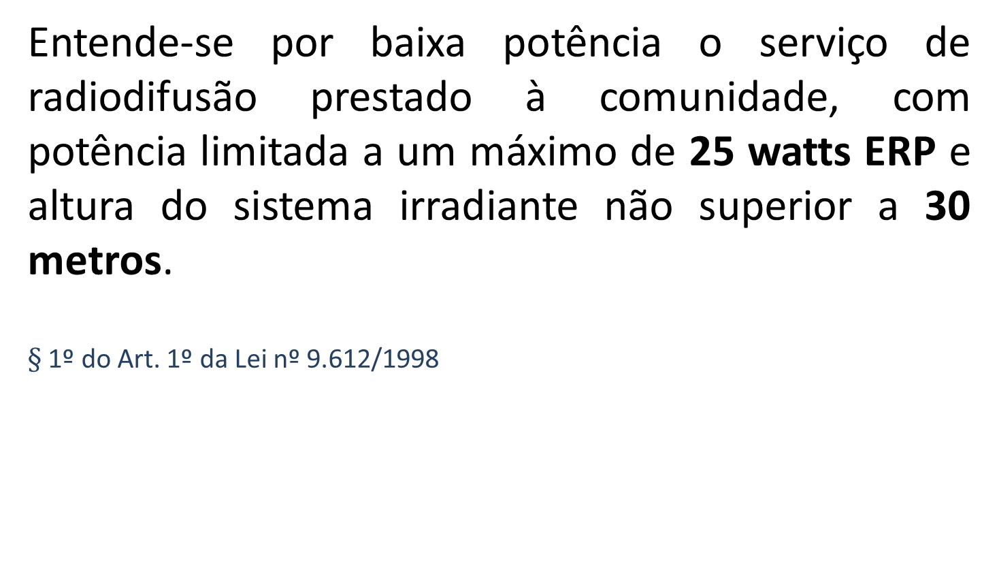 Entende-se por baixa potência o serviço de
radiodifusão prestado à comunidade, com
potência limitada a um máximo de 25 watts ERP e
altura do sistema irradiante não superior a 30
metros.
§ 1º do Art. 1º da Lei nº 9.612/1998